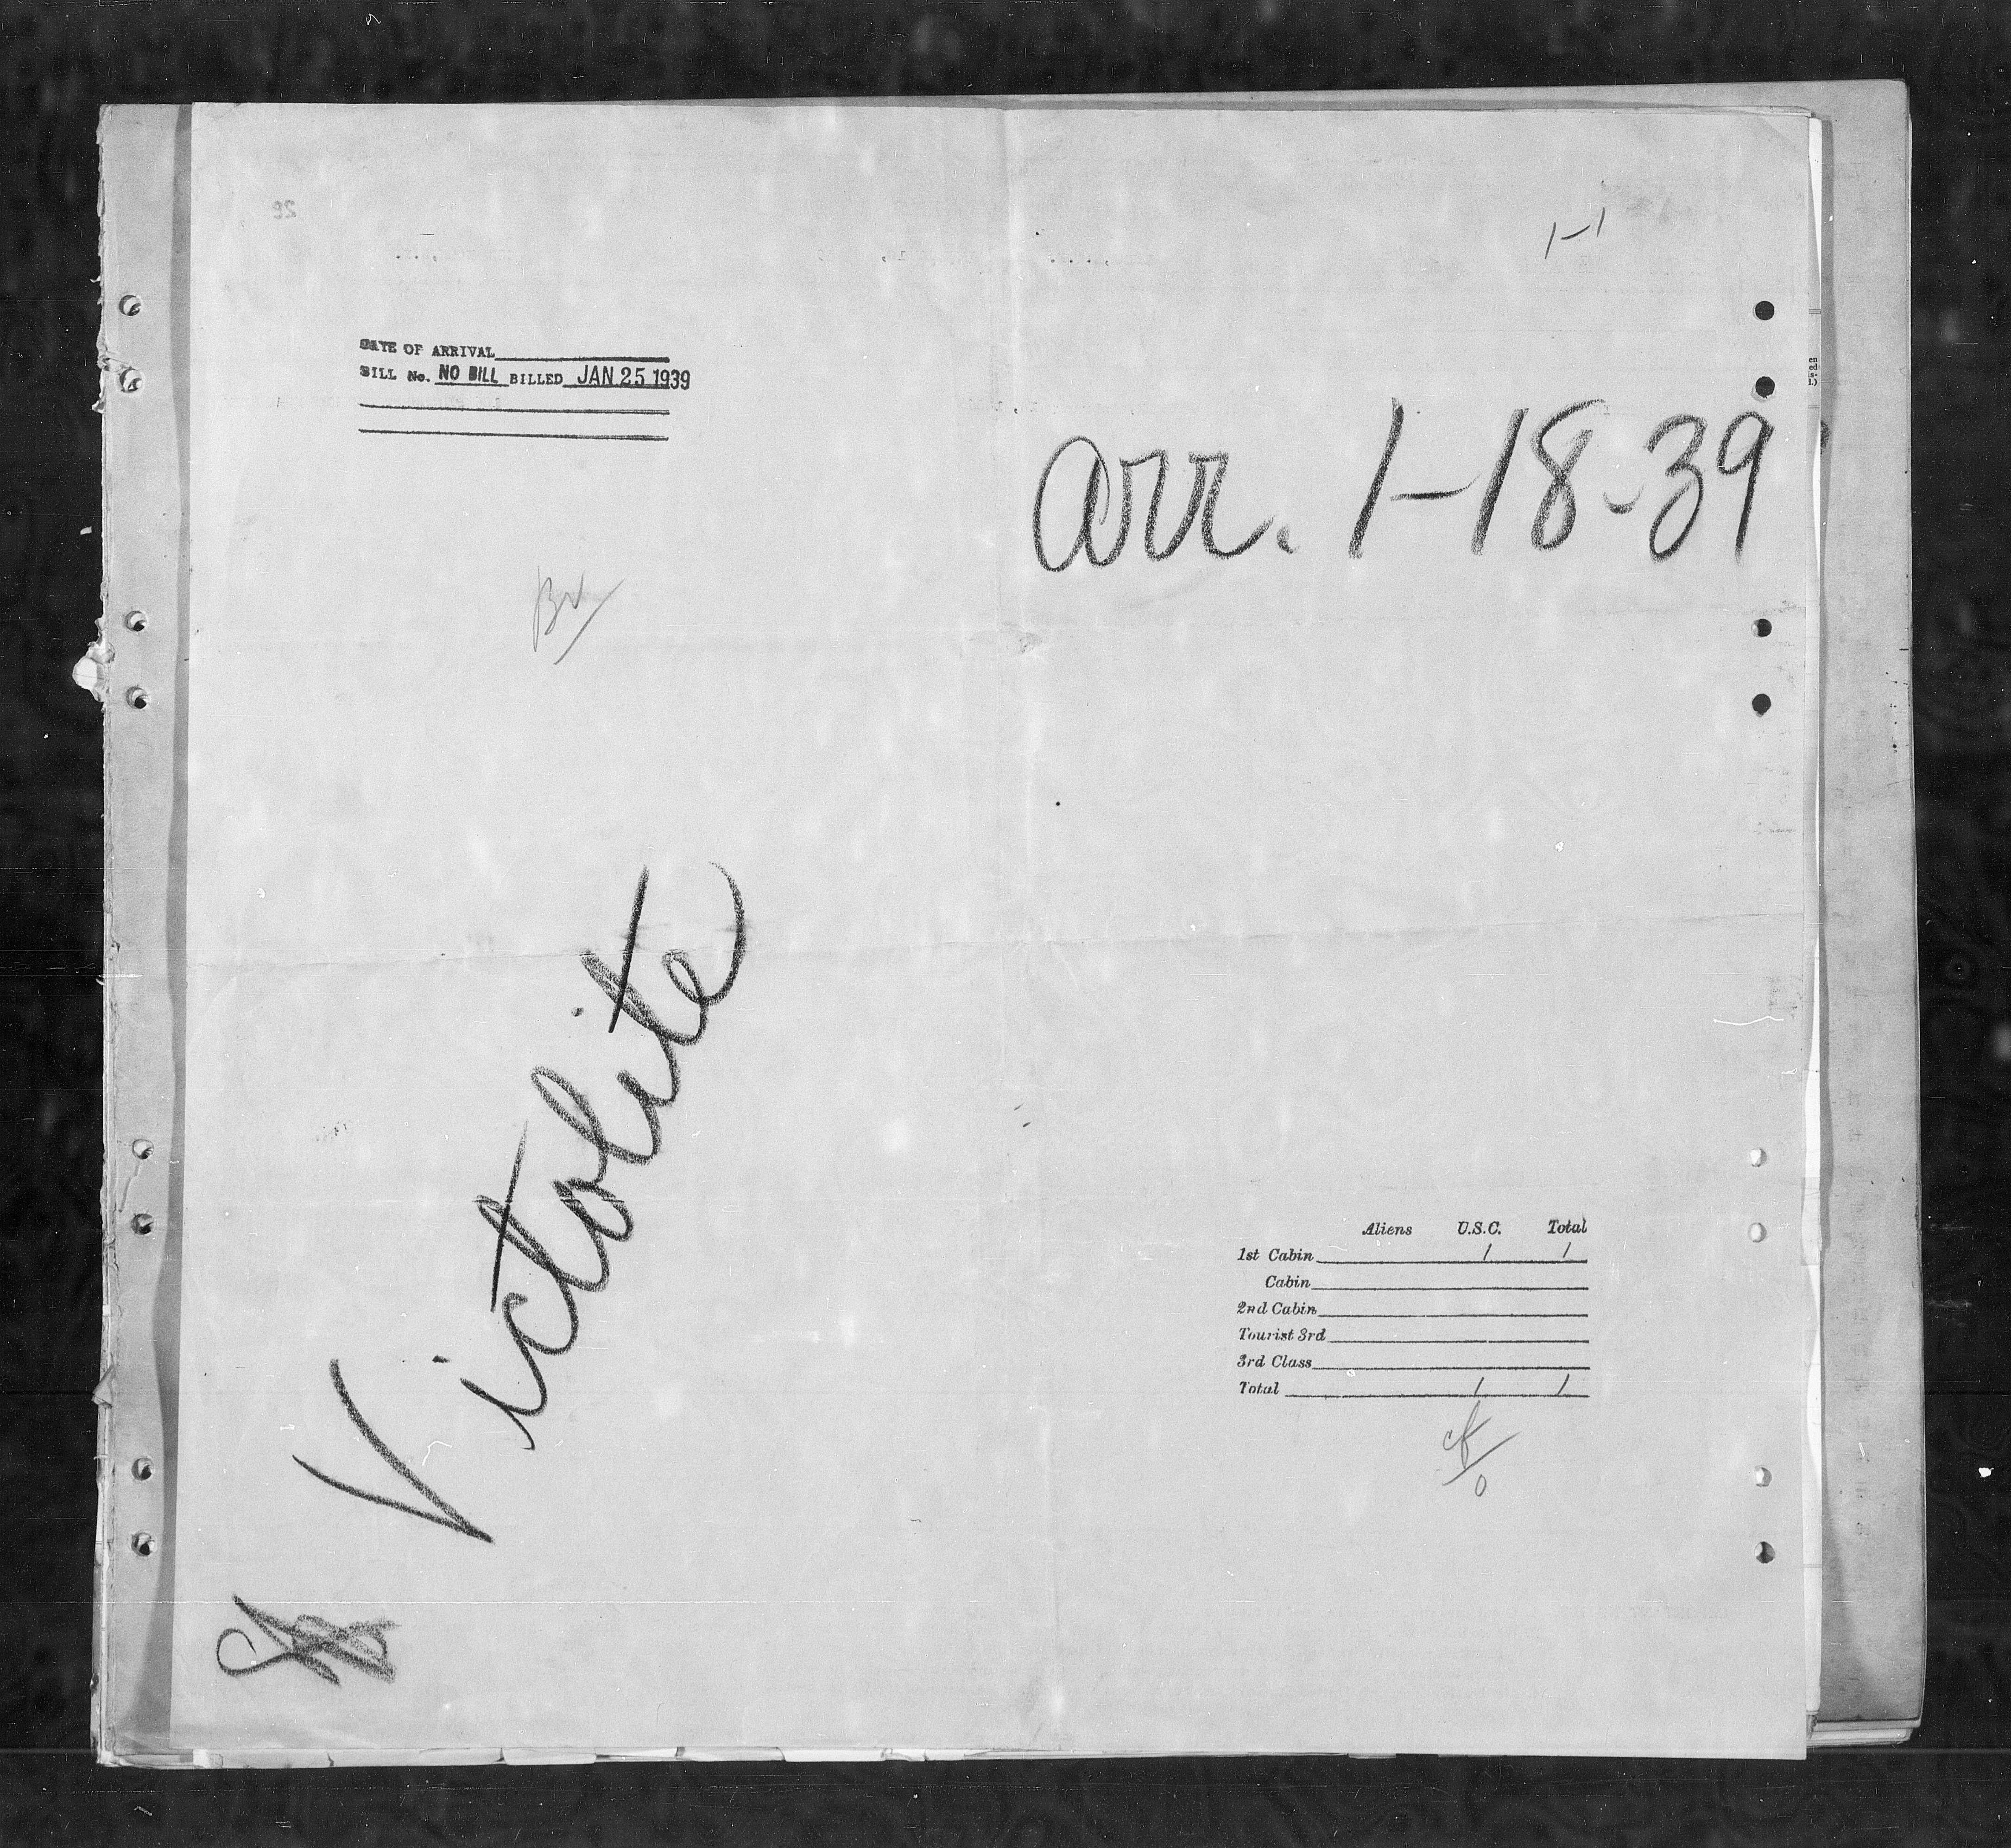 1-1
DATE OF ARRIVAL
BILL No. NO BILL BILLED JAN 25 1939
arr. 1-18-39
Victolite
Aliens U.S.C. Total
1st Cabin 1 1
Cabin
2nd Cabin
Tourist 3rd
3rd Class
Total 1 1